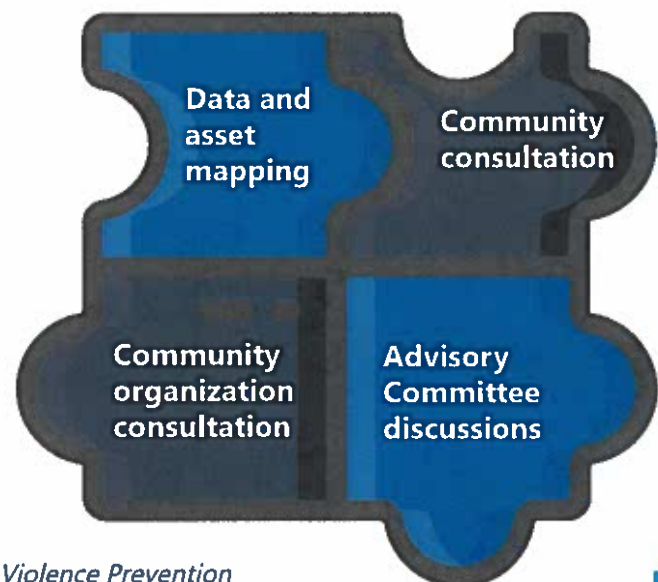 Data and
asset
mapping
Community
consultation
Community
organization
consultation
Advisory
Committee
discussions
Violence Prevention